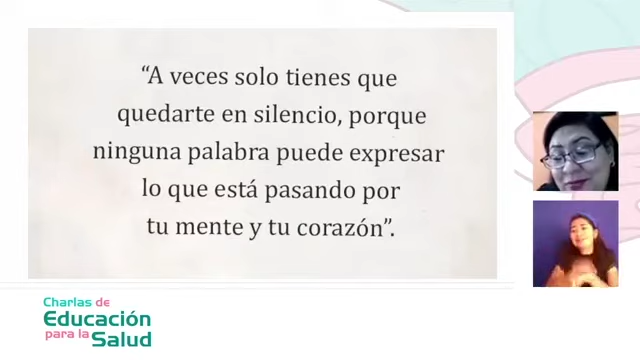 “A veces solo tienes que
quedarte en silencio, porque
ninguna palabra puede expresar
lo que está pasando por
tu mente y tu corazón”.
Charlas de
Educación
para la
Salud